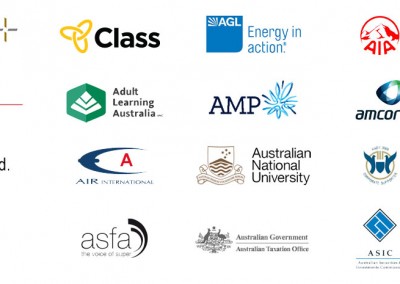 Class
AGL
Energy in
action.®
AIA
Adult
Learning
Australia
AMP
amcor
d.
A
AIR INTERNATIONAL
Australian
National
University
asfa
the voice of super
Australian Government
Australian Taxation Office
ASIC